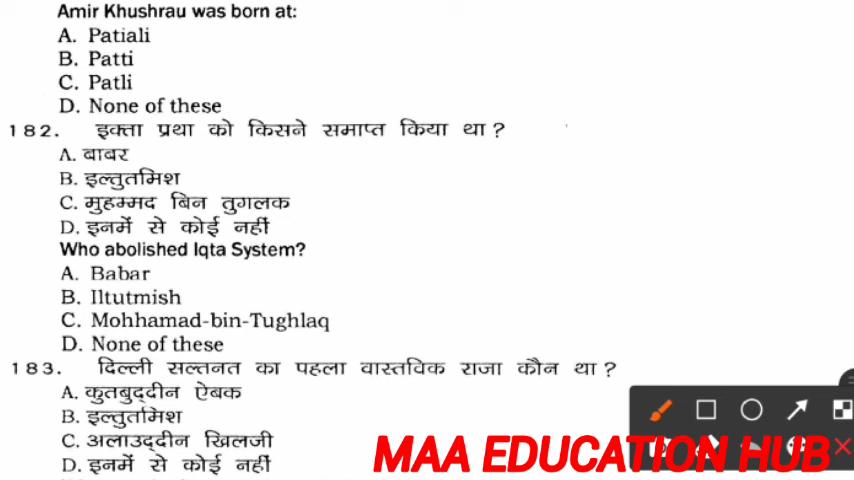 Amir Khushrau was born at:
A. Patiali
B. Patti
C. Patli
D. None of these
182. इक्ता प्रथा को किसने समाप्त किया था ?
A. बाबर
B. इल्तुतमिश
C. मुहम्मद बिन तुगलक
D. इनमें से कोई नहीं
Who abolished Iqta System?
A. Babar
B. Iltutmish
C. Mohhamad-bin-Tughlaq
D. None of these
183. दिल्ली सल्तनत का पहला वास्तविक राजा कौन था ?
A. कुतबुद्दीन ऐबक
B. इल्तुतमिश
C. अलाउद्दीन खिलजी
D. इनमें से कोई नहीं
MAA EDUCATION HUB